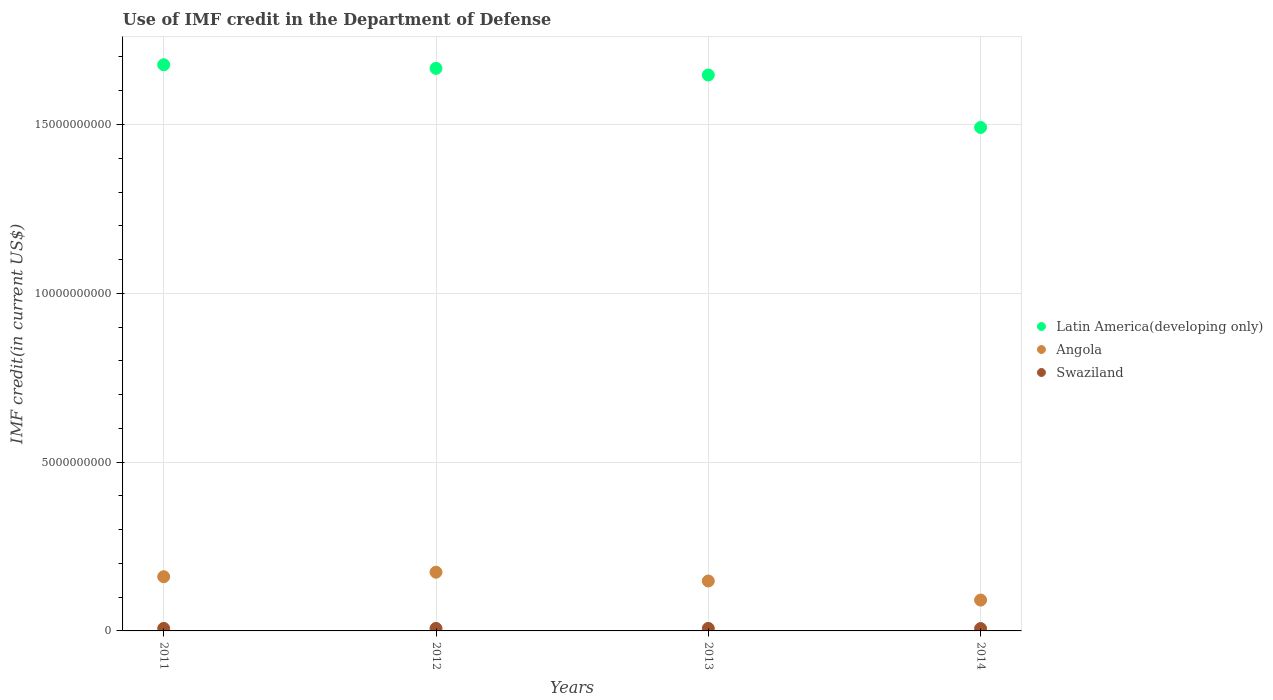 Use of IMF credit in the Department of Defense
IMF credit(in current US$)
15000000000
10000000000
5000000000
0
2011
2012
2013
2014
Years
Latin America(developing only)
Angola
Swaziland